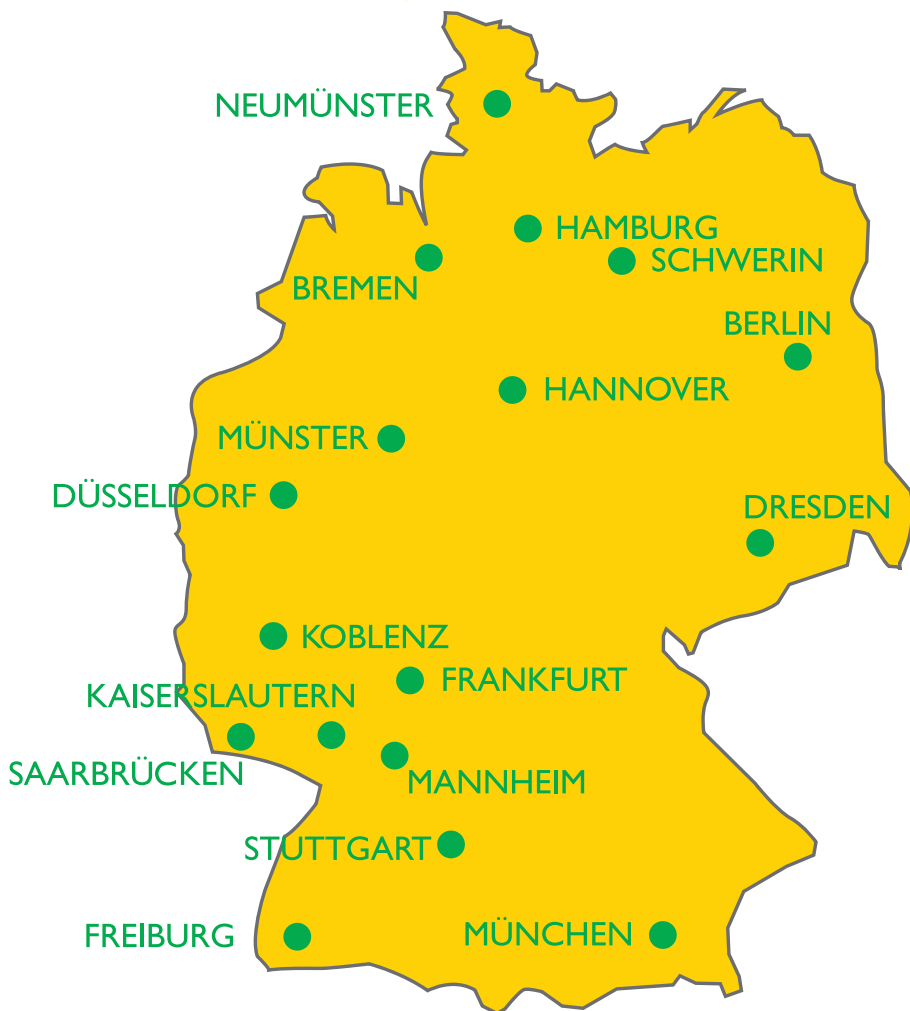 NEUMÜNSTER
HAMBURG
SCHWERIN
BREMEN
BERLIN
HANNOVER
MÜNSTER
DÜSSELDORF
DRESDEN
KOBLENZ
FRANKFURT
KAISERSLAUTERN
SAARBRÜCKEN
MANNHEIM
STUTTGART
FREIBURG
MÜNCHEN